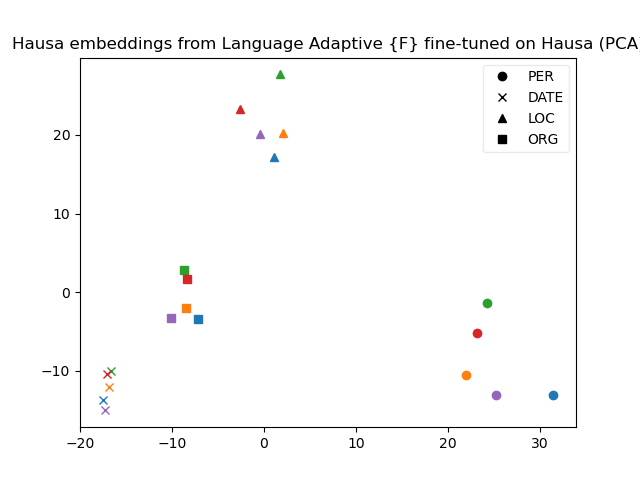 Hausa embeddings from Language Adaptive {F} fine-tuned on Hausa (PCA
PER
DATE
LOC
ORG
20
10
0
−10
−20
−10
0
10
20
30